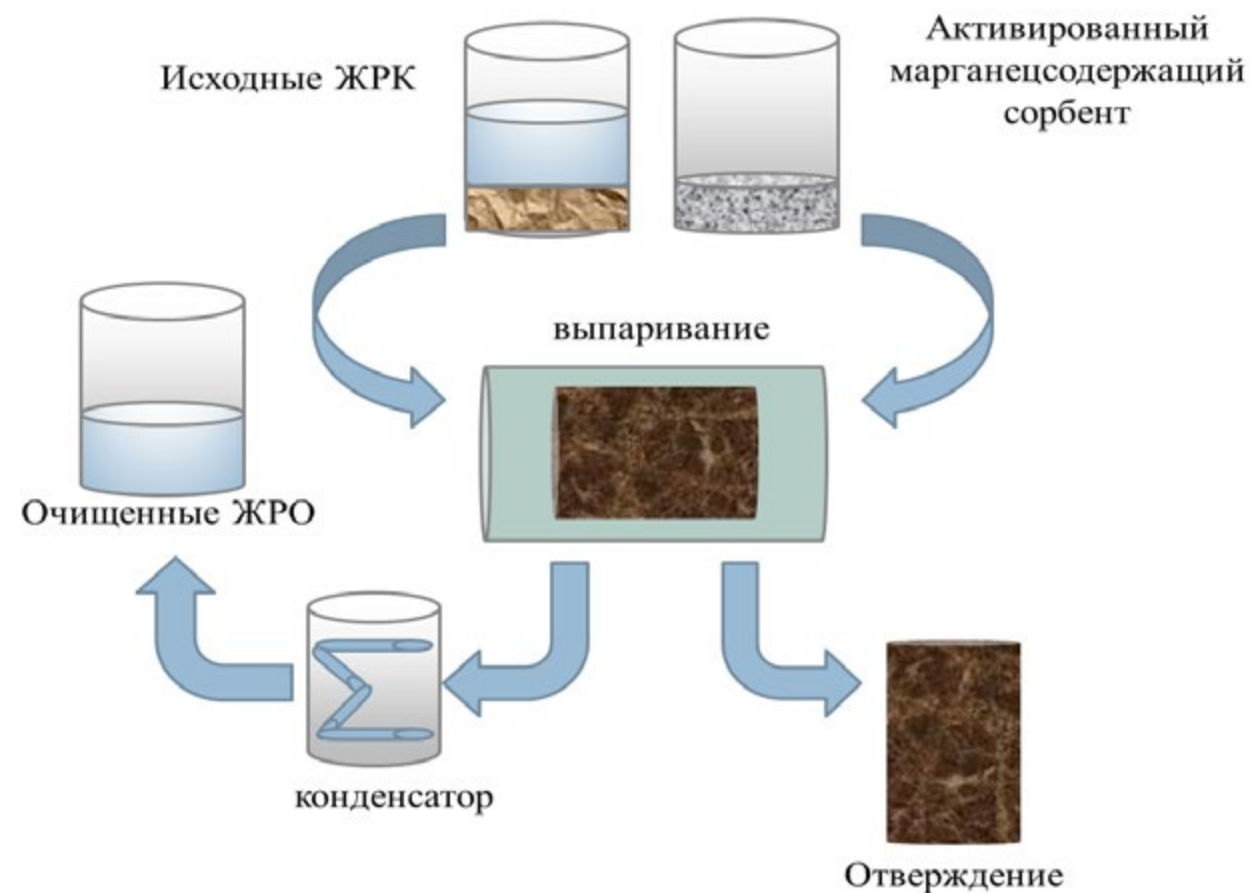 Исходные ЖРК
Активированный
марганецсодержащий
сорбент
выпаривание
Очищенные ЖРО
конденсатор
Отверждение